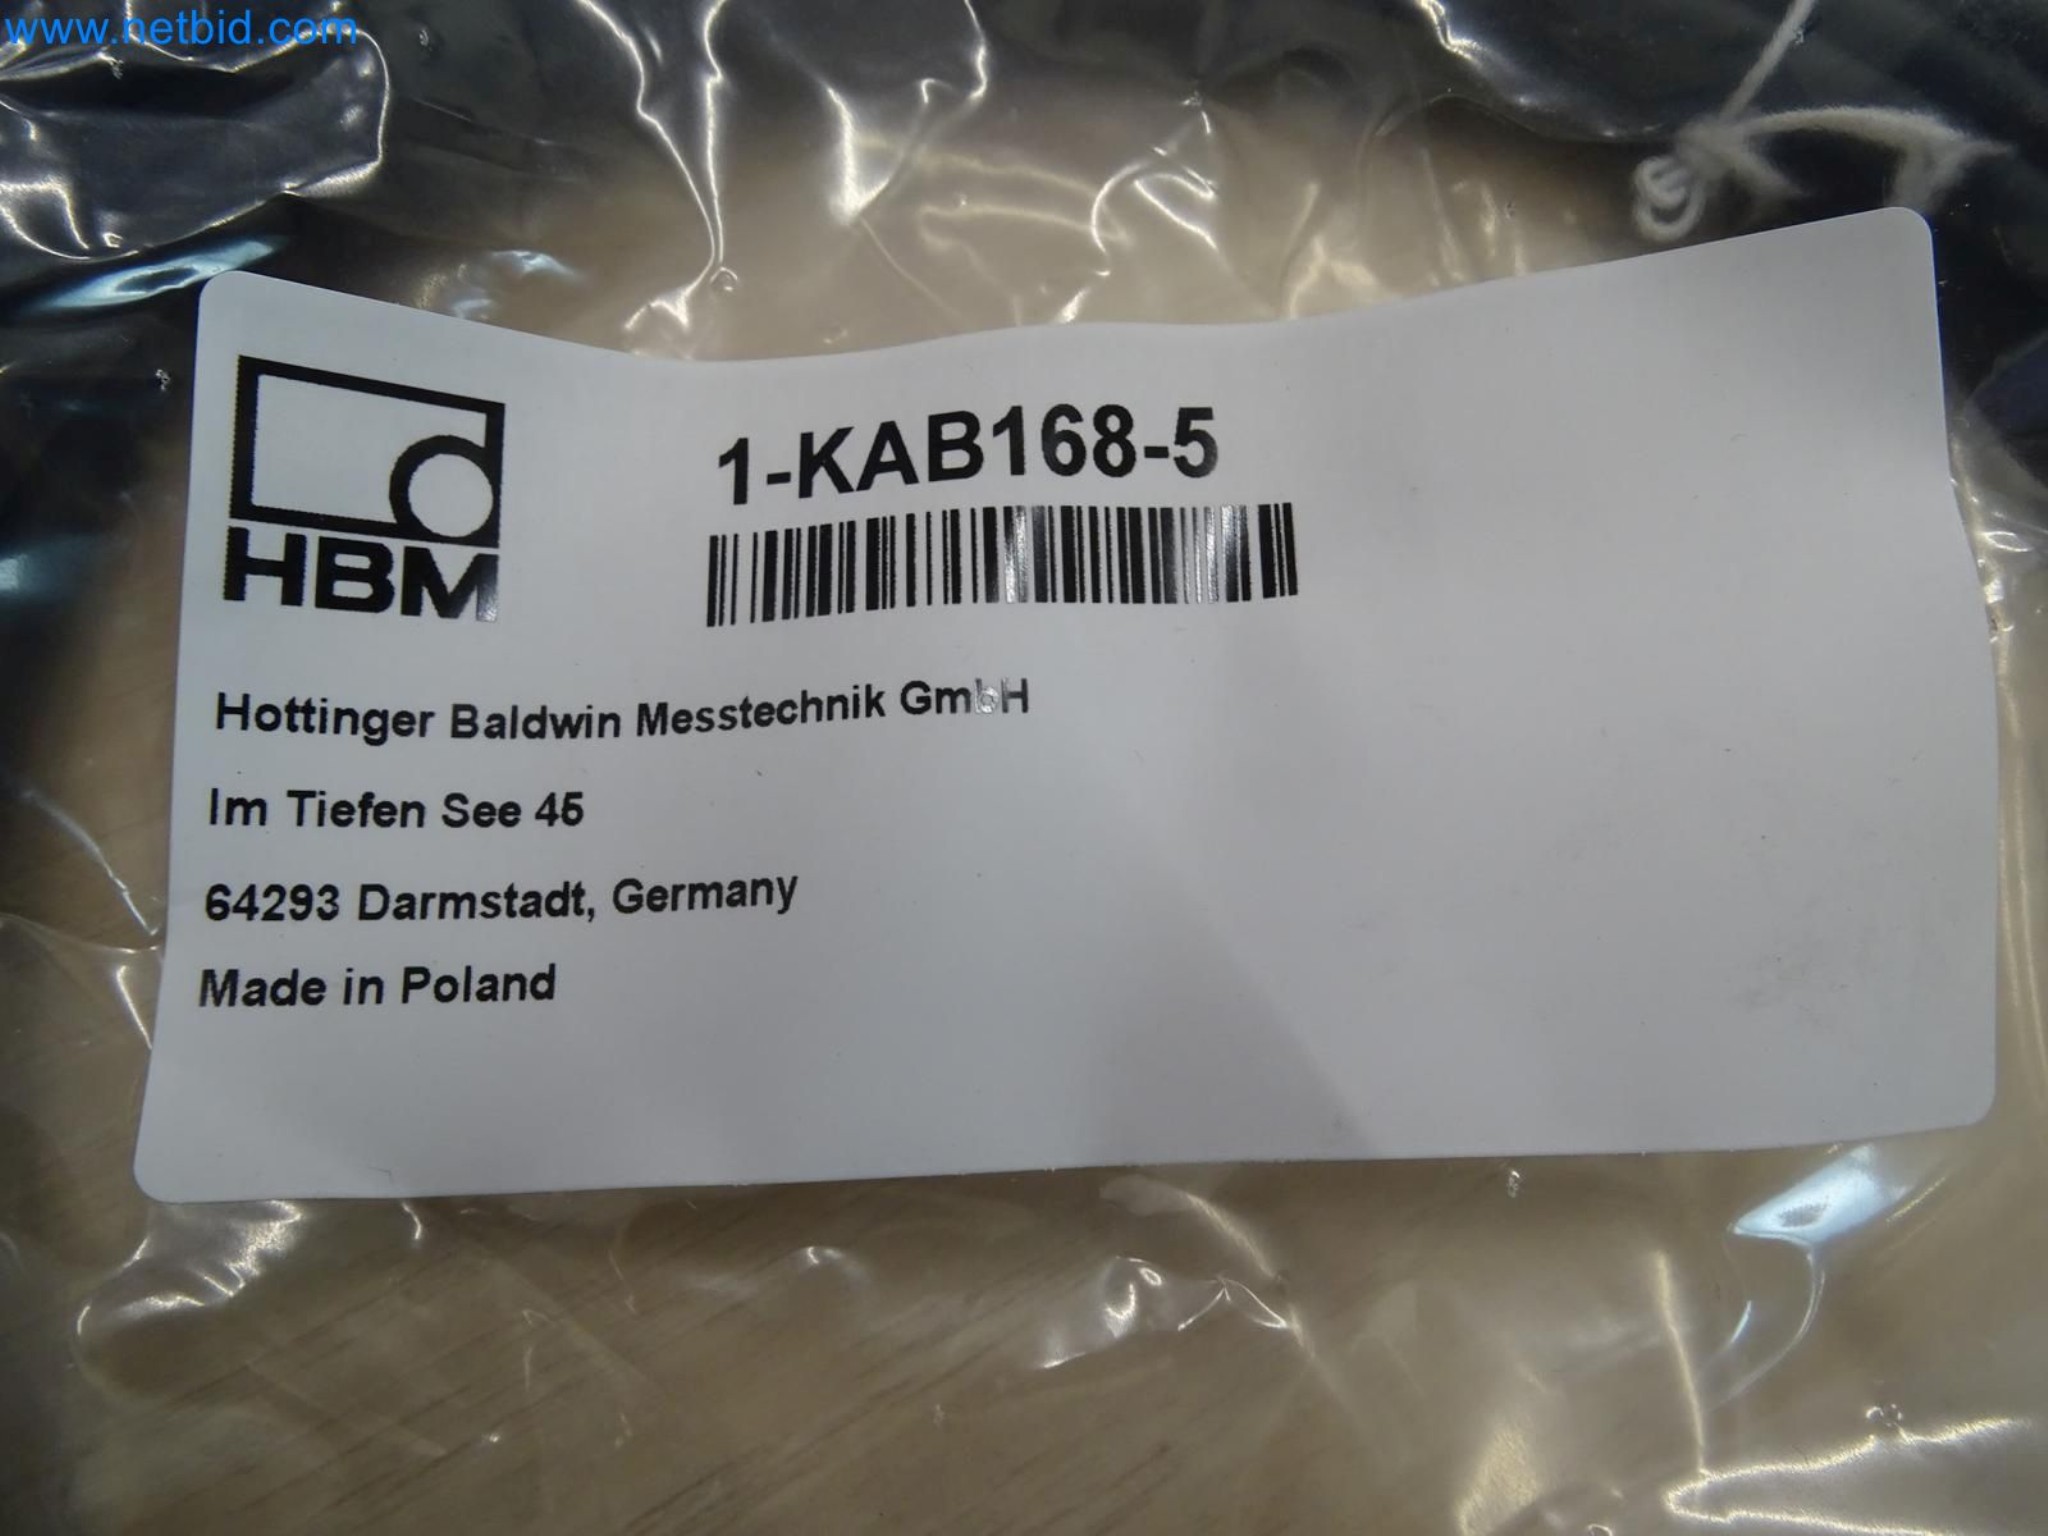 www.netbid.com
HBM
1-KAB168-5
Hottinger Baldwin Messtechnik GmbH
Im Tiefen See 45
64293 Darmstadt, Germany
Made in Poland